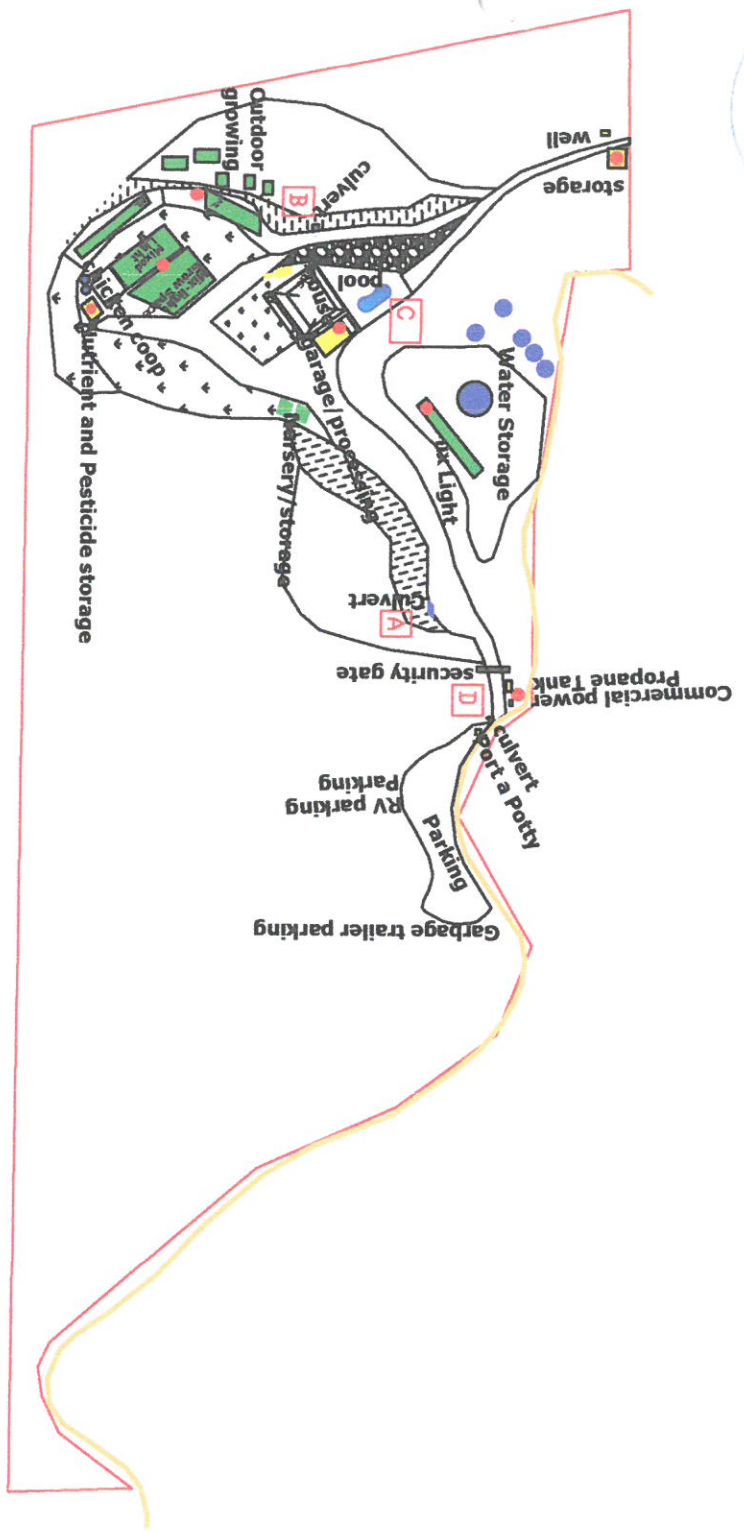 Outdoor
growing
culvert
B
well
storage
pool
C
house
garage/processing
Water Storage
Light
chicken coop
Mixed
Nutrient and Pesticide storage
Nursery/storage
Culvert
A
security gate
D
Commercial power
Propane Tank
culvert
Port a Potty
RV parking
Parking
Parking
Garbage trailer parking